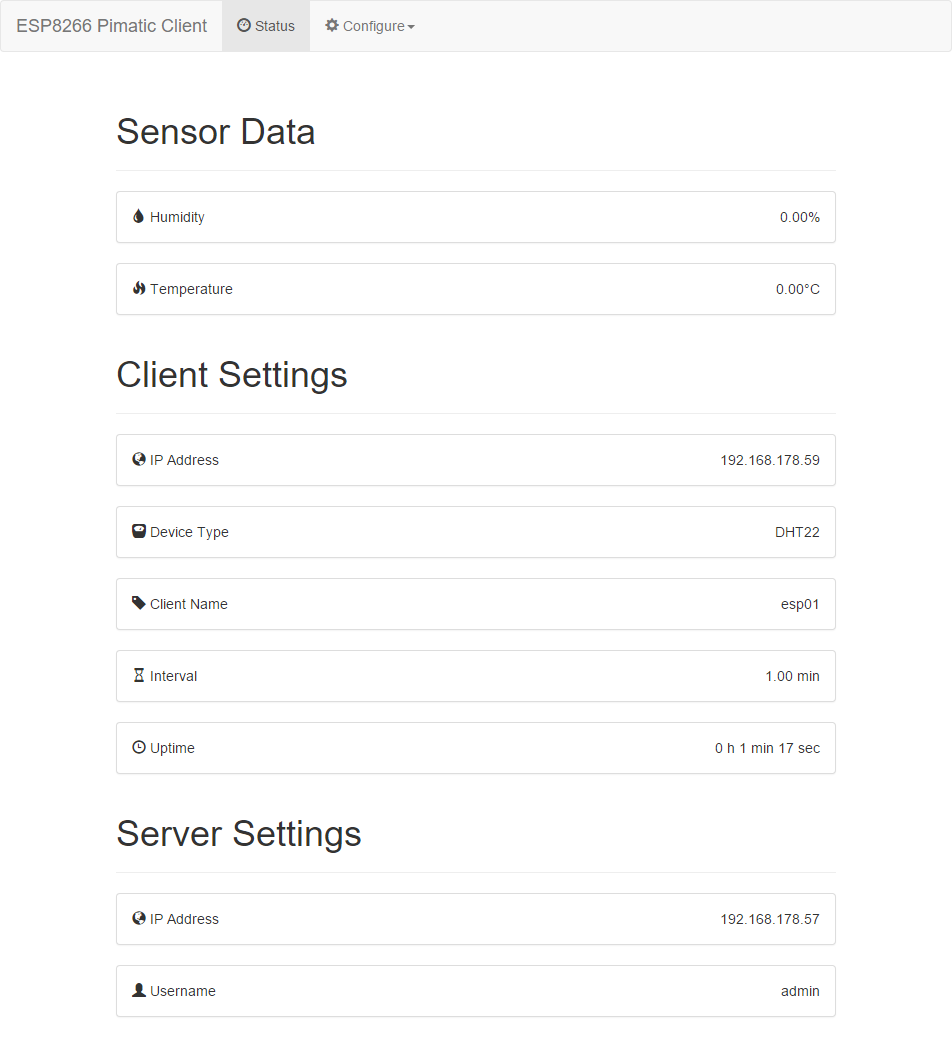 ESP8266 Pimatic Client Status Configure
Sensor Data
Humidity 0.00%
Temperature 0.00°C
Client Settings
IP Address 192.168.178.59
Device Type DHT22
Client Name esp01
Interval 1.00 min
Uptime 0 h 1 min 17 sec
Server Settings
IP Address 192.168.178.57
Username admin